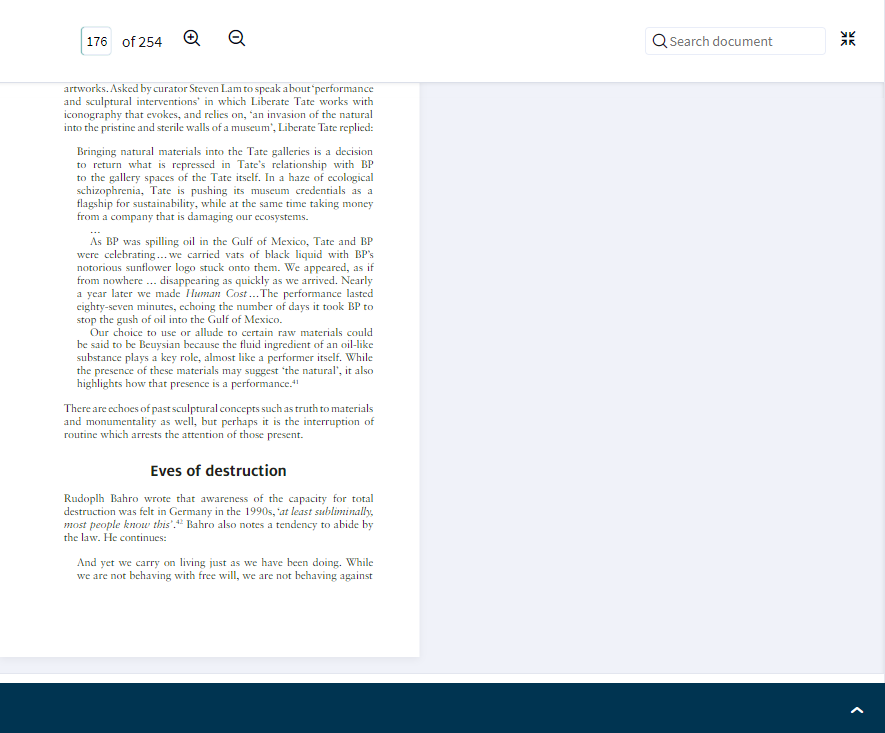 176 of 254
Search document
artworks. Asked by curator Steven Lam to speak about ‘performance
and sculptural interventions’ in which Liberate Tate works with
iconography that evokes, and relies on, ‘an invasion of the natural
into the pristine and sterile walls of a museum’, Liberate Tate replied:
Bringing natural materials into the Tate galleries is a decision
to return what is repressed in Tate’s relationship with BP
to the gallery spaces of the Tate itself. In a haze of ecological
schizophrenia, Tate is pushing its museum credentials as a
flagship for sustainability, while at the same time taking money
from a company that is damaging our ecosystems.
...
As BP was spilling oil in the Gulf of Mexico, Tate and BP
were celebrating...we carried vats of black liquid with BP’s
notorious sunflower logo stuck onto them. We appeared, as if
from nowhere ... disappearing as quickly as we arrived. Nearly
a year later we made Human Cost...The performance lasted
eighty-seven minutes, echoing the number of days it took BP to
stop the gush of oil into the Gulf of Mexico.
Our choice to use or allude to certain raw materials could
be said to be Beuysian because the fluid ingredient of an oil-like
substance plays a key role, almost like a performer itself. While
the presence of these materials may suggest ‘the natural’, it also
highlights how that presence is a performance.⁴¹
There are echoes of past sculptural concepts such as truth to materials
and monumentality as well, but perhaps it is the interruption of
routine which arrests the attention of those present.
Eves of destruction
Rudoplh Bahro wrote that awareness of the capacity for total
destruction was felt in Germany in the 1990s, ‘at least subliminally,
most people know this’.⁴² Bahro also notes a tendency to abide by
the law. He continues:
And yet we carry on living just as we have been doing. While
we are not behaving with free will, we are not behaving against